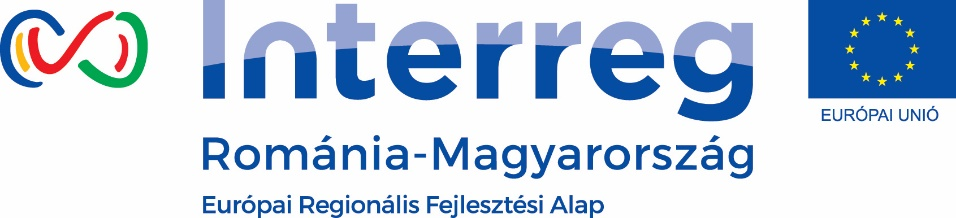 Interreg
EURÓPAI UNIÓ
Románia-Magyarország
Európai Regionális Fejlesztési Alap